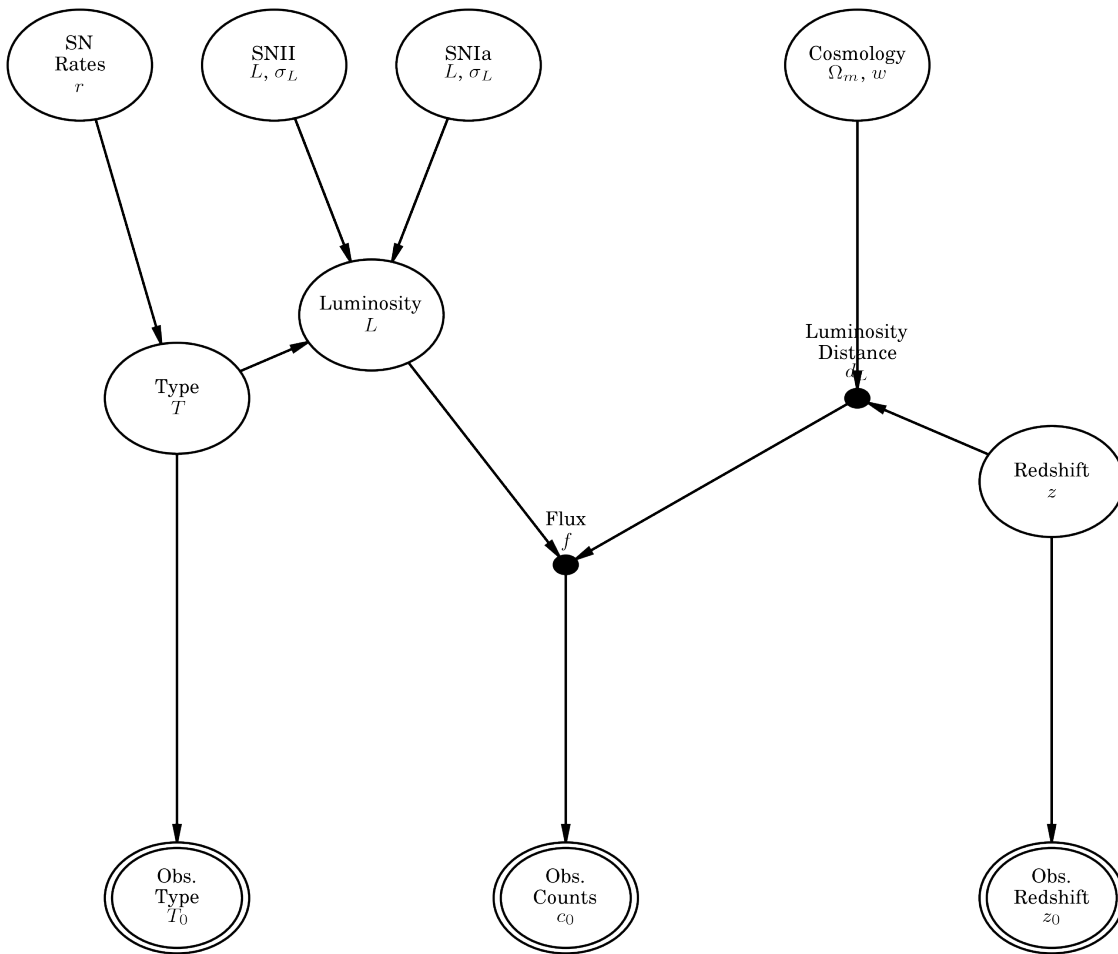 SN
Rates
r
SNII
L, σ_L
SNIa
L, σ_L
Cosmology
Ω_m, w
Luminosity
L
Luminosity
Distance
d_L
Type
T
Redshift
z
Flux
f
Obs.
Type
T_0
Obs.
Counts
c_0
Obs.
Redshift
z_0